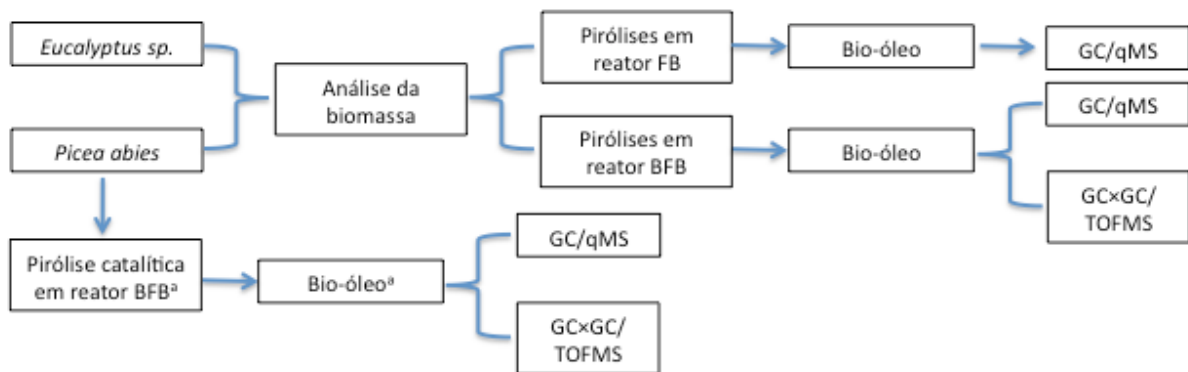 Eucalyptus sp.
Picea abies
Análise da
biomassa
Pirólises em
reator FB
Bio-óleo
GC/qMS
Pirólises em
reator BFB
Bio-óleo
GC/qMS
GC×GC/
TOFMS
Pirólise catalítica
em reator BFBª
Bio-óleoª
GC/qMS
GC×GC/
TOFMS